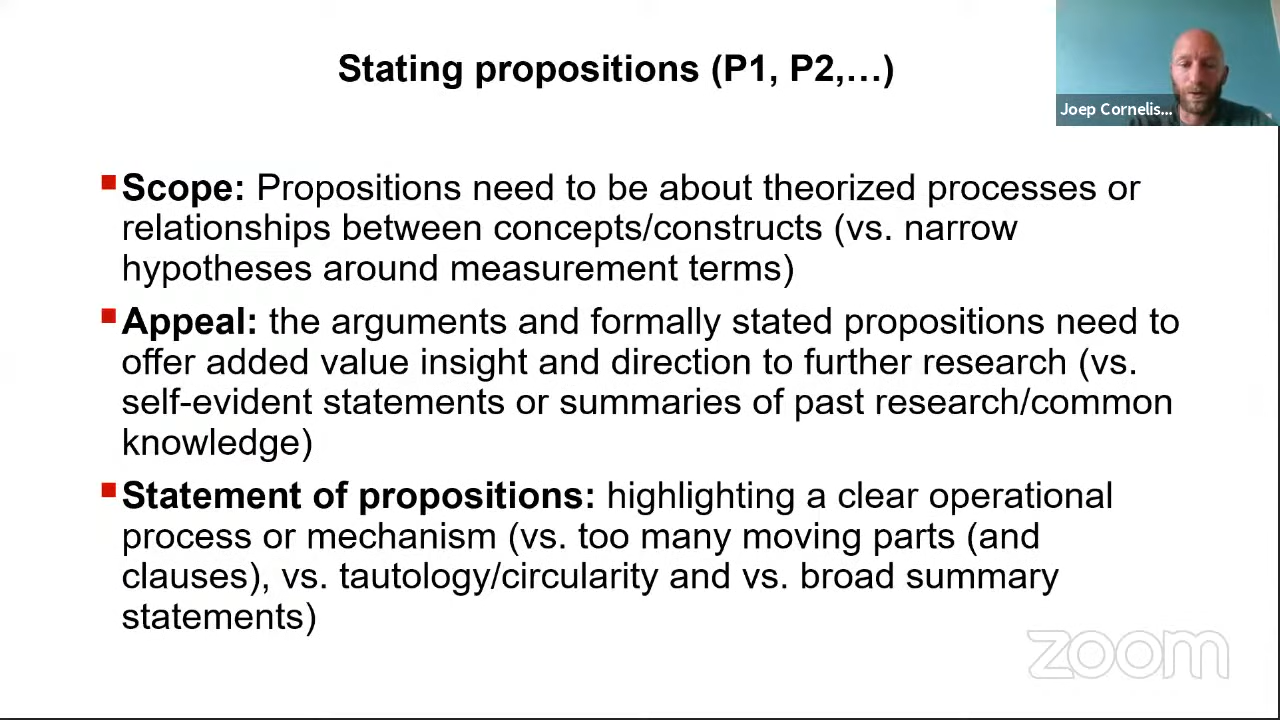 Stating propositions (P1, P2,…)
Joep Cornelis...
Scope: Propositions need to be about theorized processes or
relationships between concepts/constructs (vs. narrow
hypotheses around measurement terms)
Appeal: the arguments and formally stated propositions need to
offer added value insight and direction to further research (vs.
self-evident statements or summaries of past research/common
knowledge)
Statement of propositions: highlighting a clear operational
process or mechanism (vs. too many moving parts (and
clauses), vs. tautology/circularity and vs. broad summary
statements)
zoom